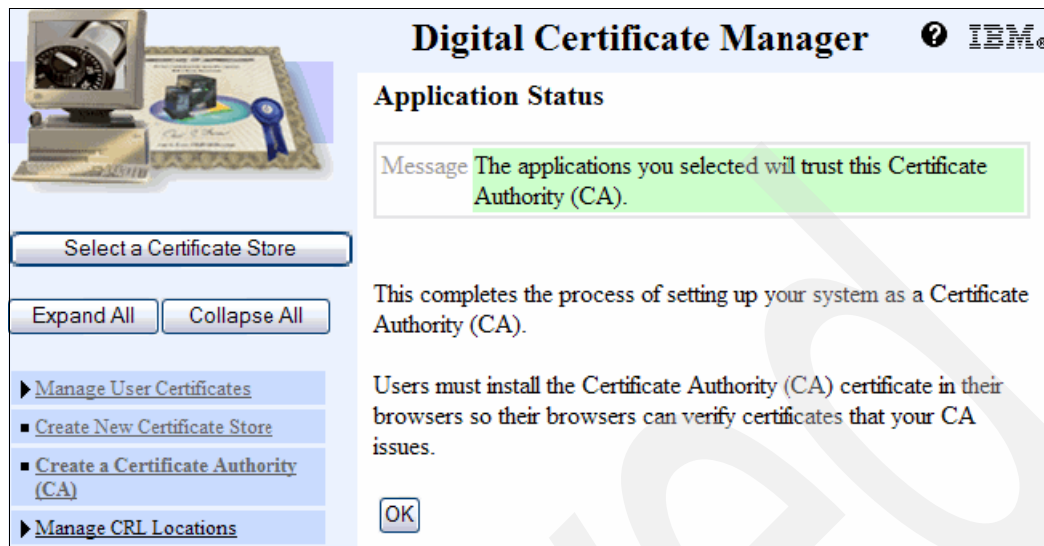 Digital Certificate Manager
IBM®
Application Status
Message The applications you selected will trust this Certificate
Authority (CA).
Select a Certificate Store
Expand All Collapse All
This completes the process of setting up your system as a Certificate
Authority (CA).
Manage User Certificates
Create New Certificate Store
Create a Certificate Authority
(CA)
Manage CRL Locations
Users must install the Certificate Authority (CA) certificate in their
browsers so their browsers can verify certificates that your CA
issues.
OK